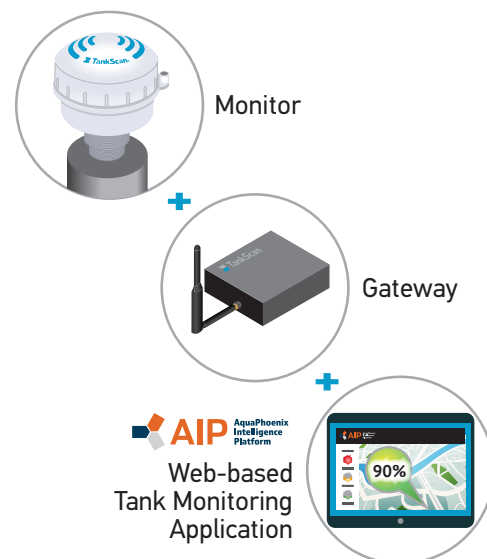 TankScan
Monitor
TankScan
Gateway
AIP AquaPhoenix
Intelligence
Platform
Web-based
Tank Monitoring
Application
AIP
90%